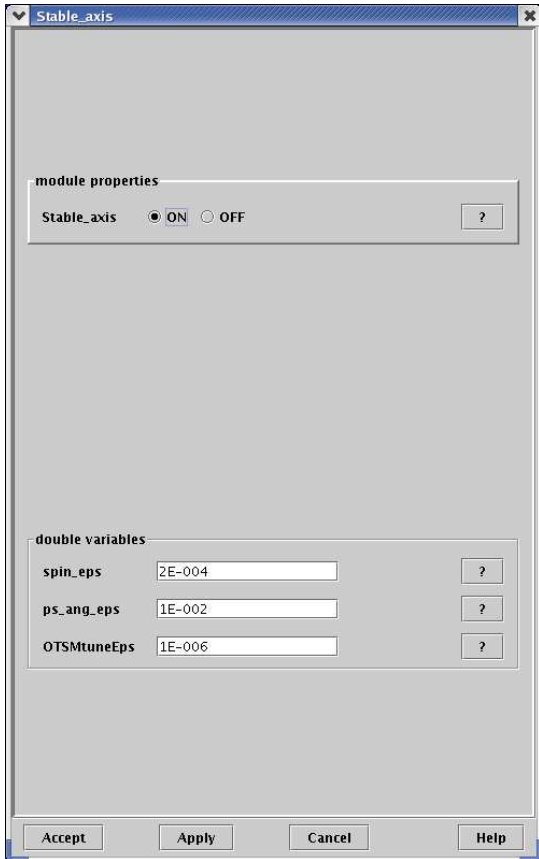 Stable_axis
module properties
Stable_axis ON OFF ?
double variables
spin_eps 2E-004 ?
ps_ang_eps 1E-002 ?
OTSMtuneEps 1E-006 ?
Accept Apply Cancel Help